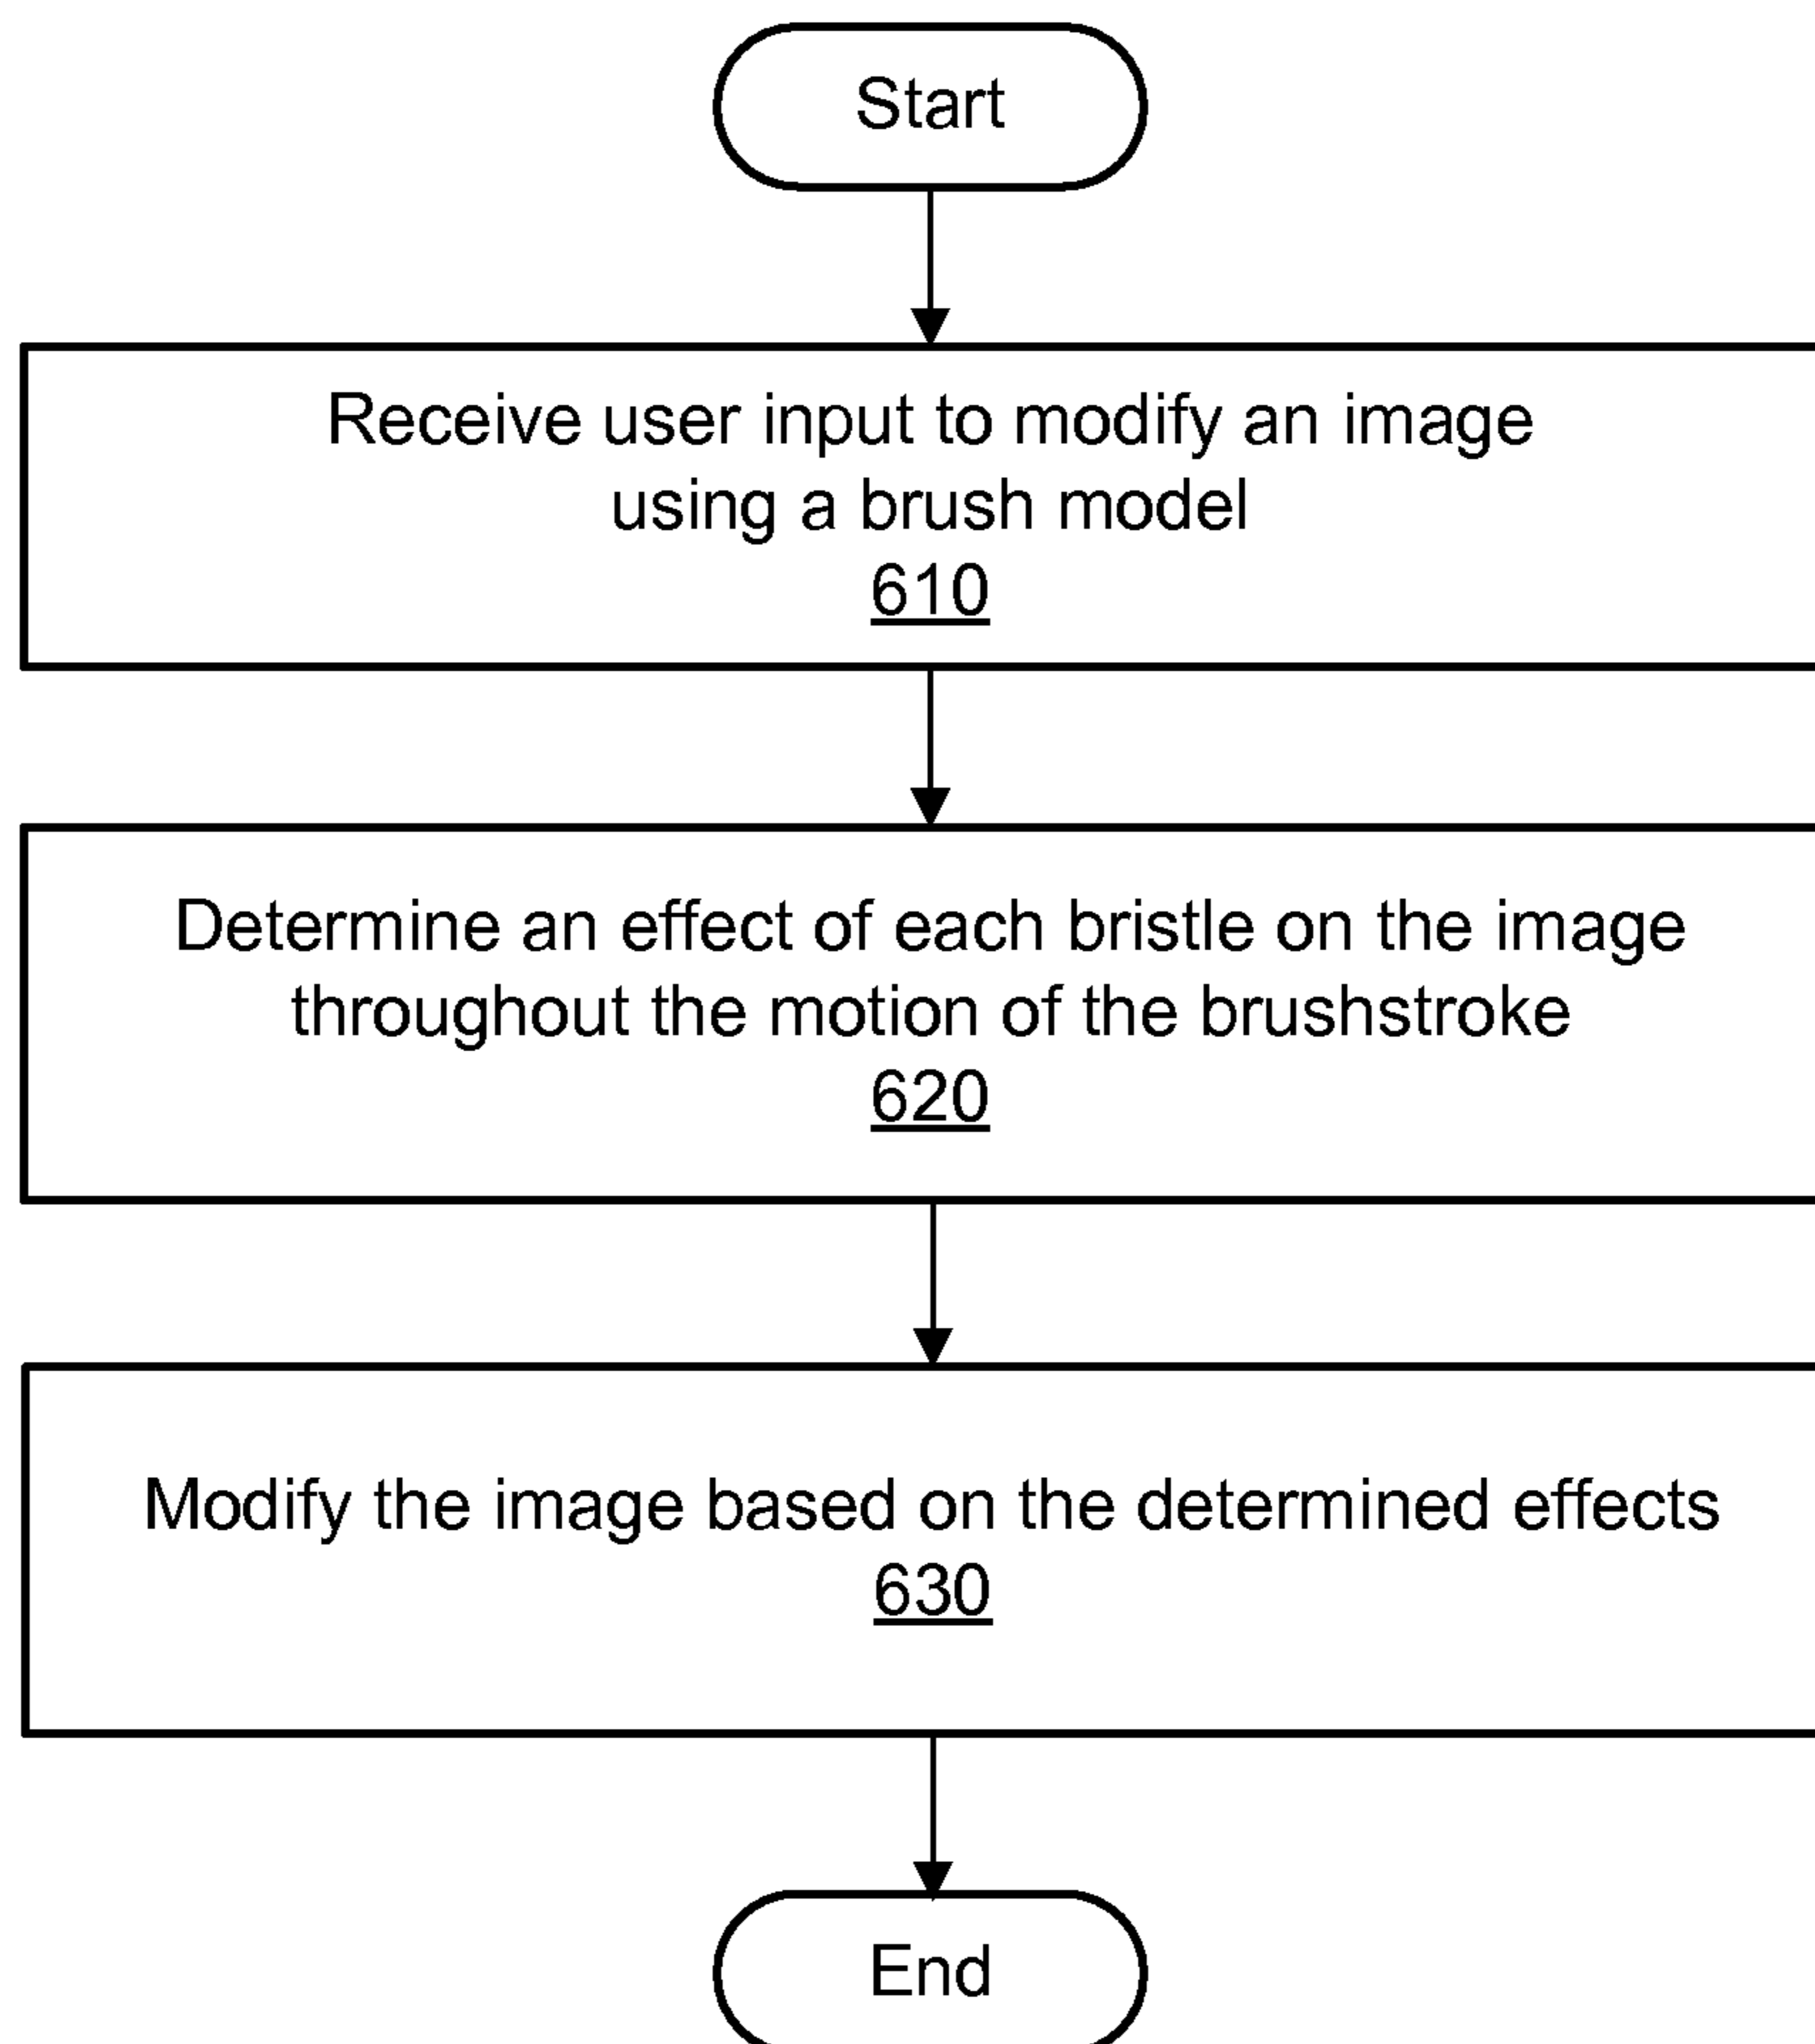 Start
Receive user input to modify an image
using a brush model
610
Determine an effect of each bristle on the image
throughout the motion of the brushstroke
620
Modify the image based on the determined effects
630
End